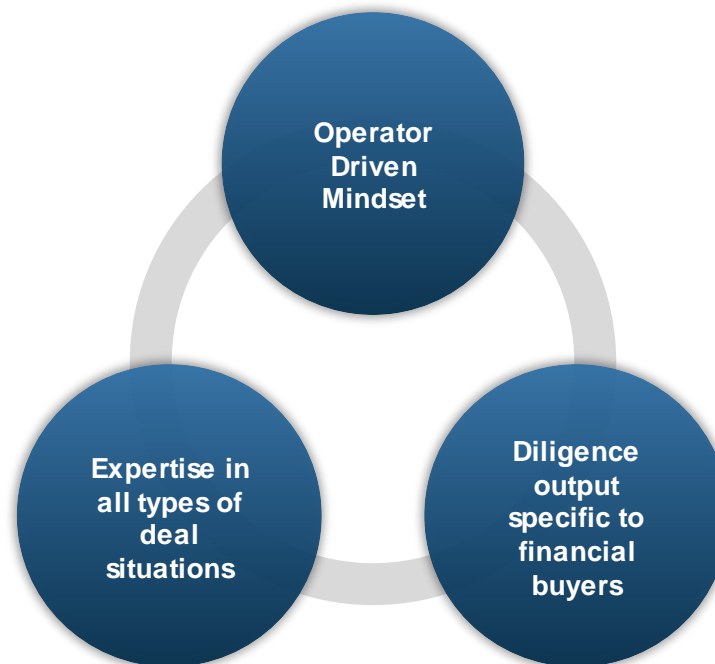 Operator
Driven
Mindset
Expertise in
all types of
deal
situations
Diligence
output
specific to
financial
buyers